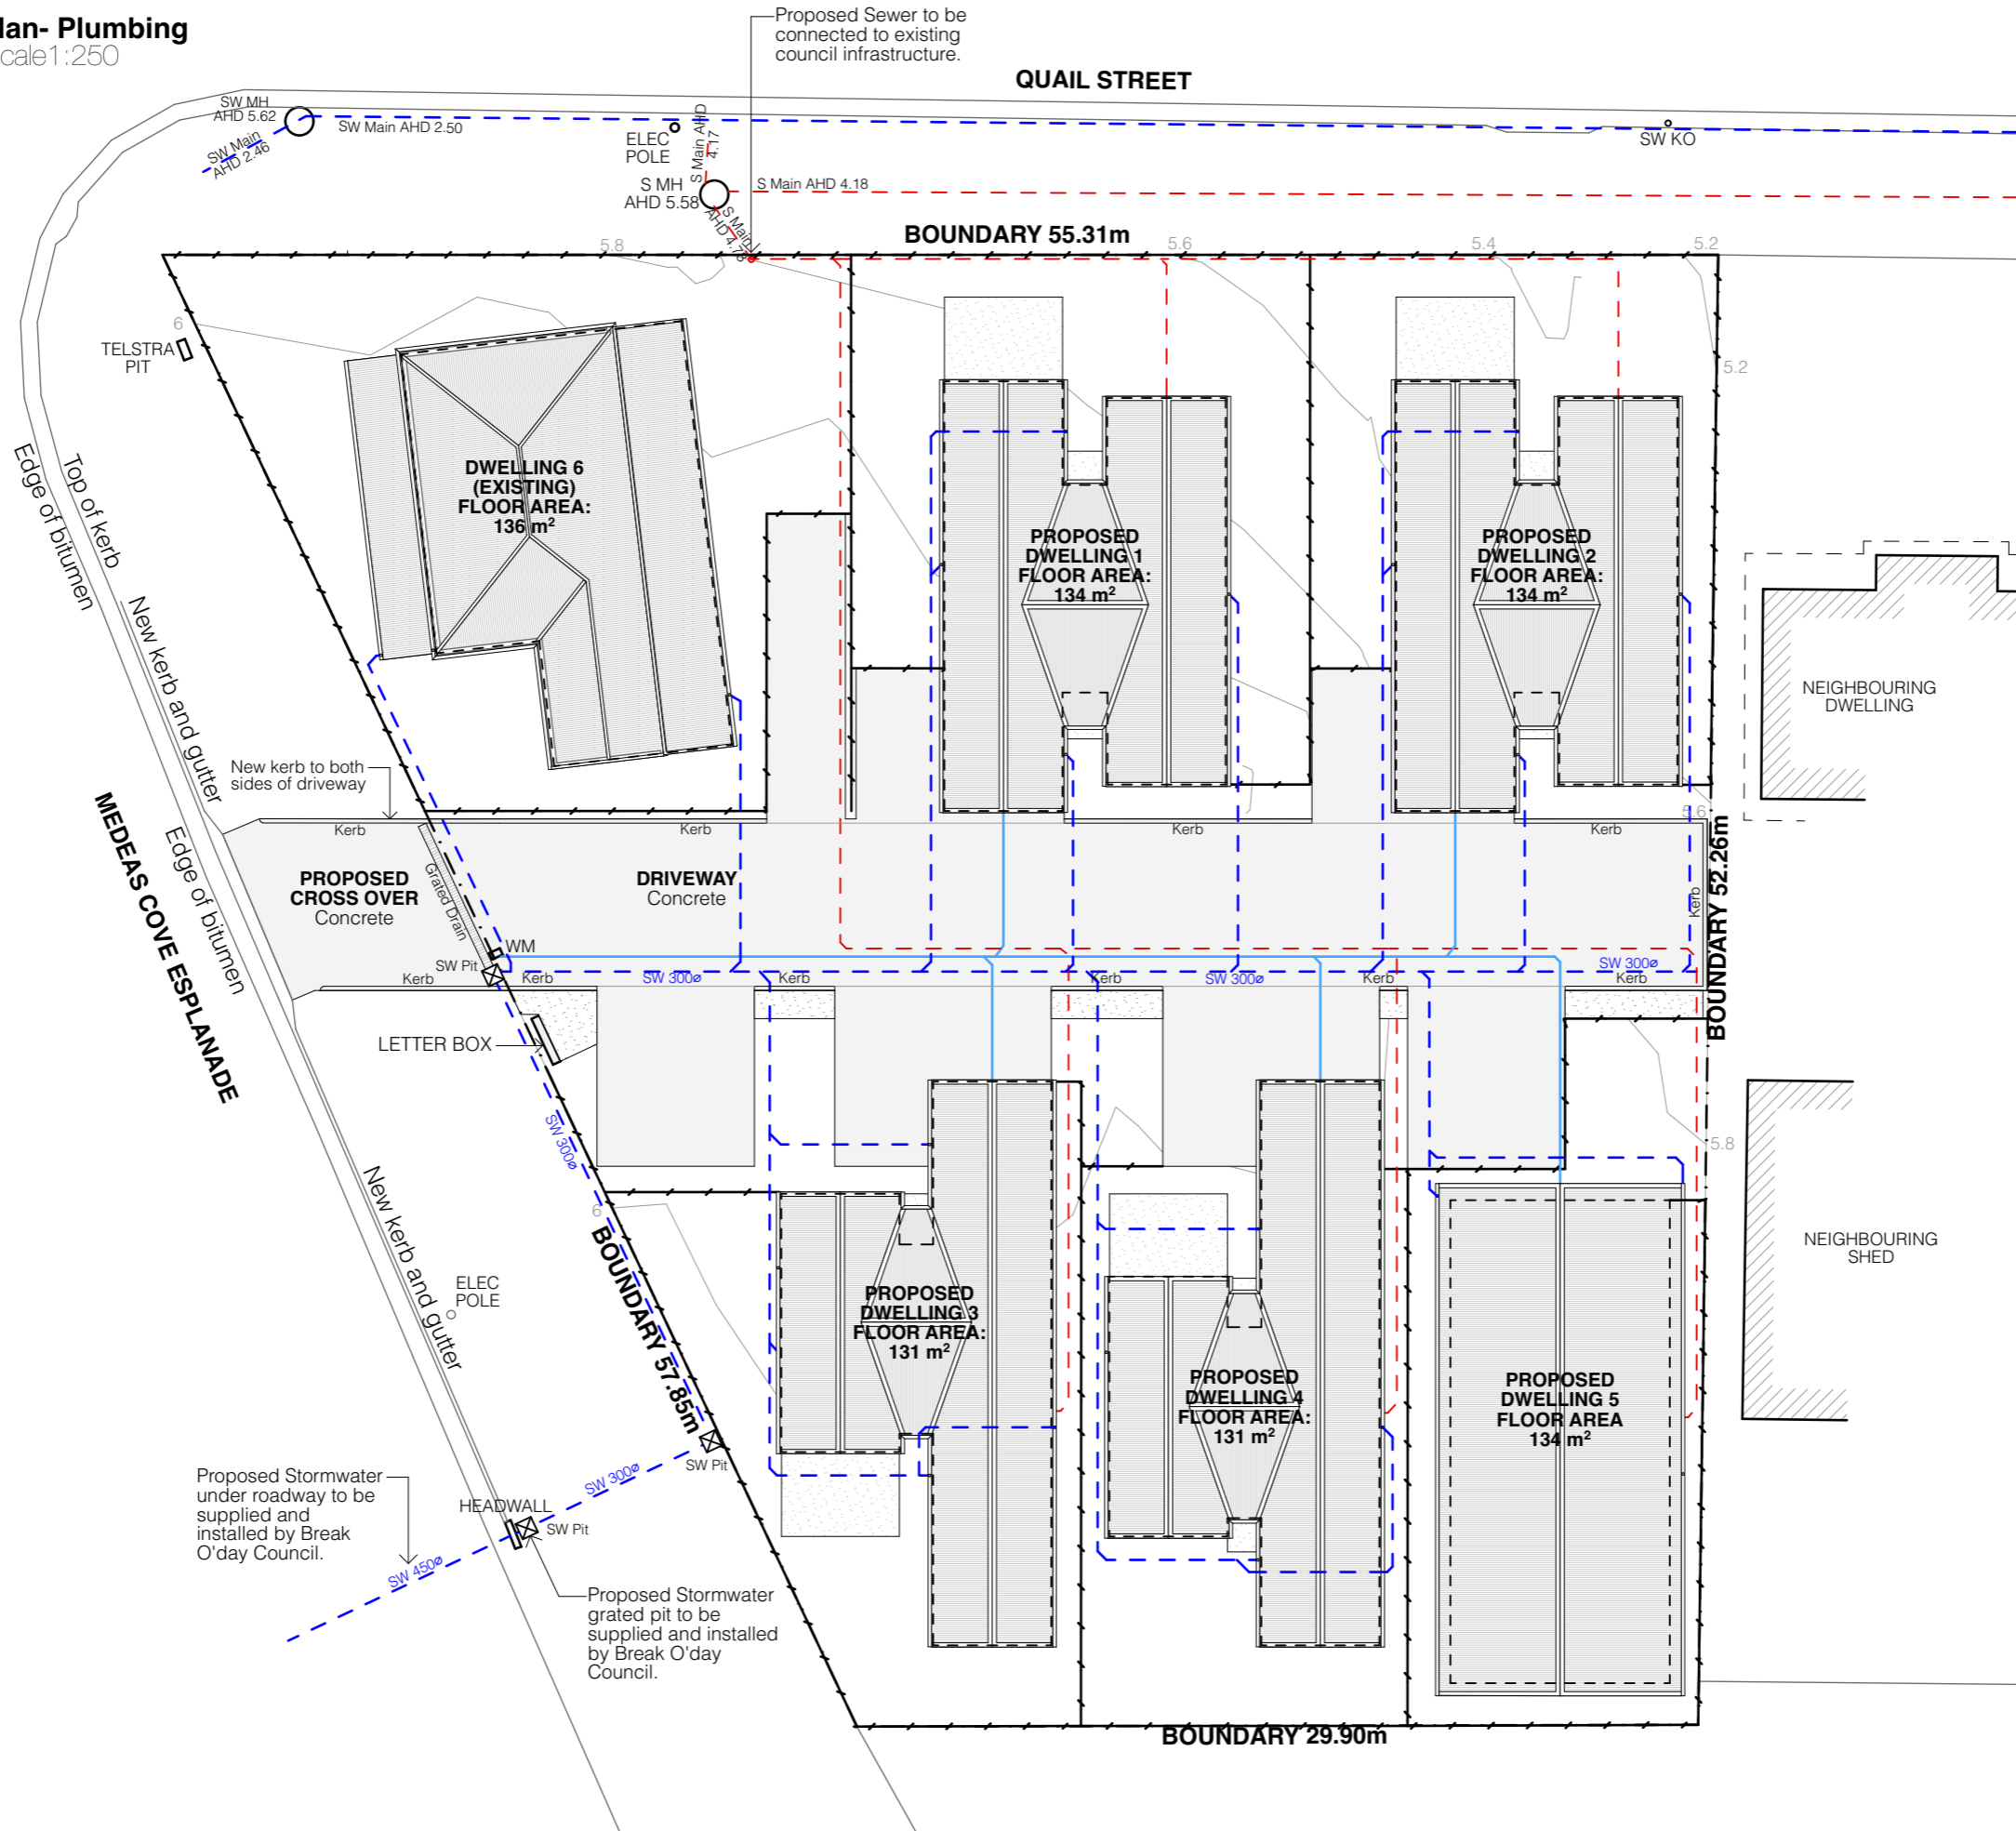 lan- Plumbing
cale1:250
Proposed Sewer to be
connected to existing
council infrastructure.
QUAIL STREET
SW MH
AHD 5.62
SW Main AHD 2.50
SW Main
AHD 2.46
ELEC
POLE
S Main AHD
4.17
SW KO
S MH
AHD 5.58
S Main AHD 4.18
S Main
AHD 4.78
BOUNDARY 55.31m
5.8
5.6
5.4
5.2
6
TELSTRA
PIT
5.2
Edge of bitumen
Top of kerb
DWELLING 6
(EXISTING)
FLOOR AREA:
136 m²
PROPOSED
DWELLING 1
FLOOR AREA:
134 m²
PROPOSED
DWELLING 2
FLOOR AREA:
134 m²
NEIGHBOURING
DWELLING
New kerb and gutter
New kerb to both
sides of driveway
5.6
Kerb
Kerb
Kerb
Kerb
MEDEAS COVE ESPLANADE
Edge of bitumen
PROPOSED
CROSS OVER
Concrete
Grated Drain
DRIVEWAY
Concrete
Kerb
BOUNDARY 52.26m
WM
SW Pit
Kerb
Kerb
SW 300ø
Kerb
Kerb
SW 300ø
Kerb
SW 300ø
Kerb
LETTER BOX
SW 300ø
5.8
New kerb and gutter
6
BOUNDARY 57.85m
ELEC
POLE
NEIGHBOURING
SHED
PROPOSED
DWELLING 3
FLOOR AREA:
131 m²
PROPOSED
DWELLING 4
FLOOR AREA:
131 m²
PROPOSED
DWELLING 5
FLOOR AREA
134 m²
SW Pit
SW 300ø
Proposed Stormwater
under roadway to be
supplied and
installed by Break
O'day Council.
HEADWALL
SW Pit
SW 450ø
Proposed Stormwater
grated pit to be
supplied and installed
by Break O'day
Council.
BOUNDARY 29.90m